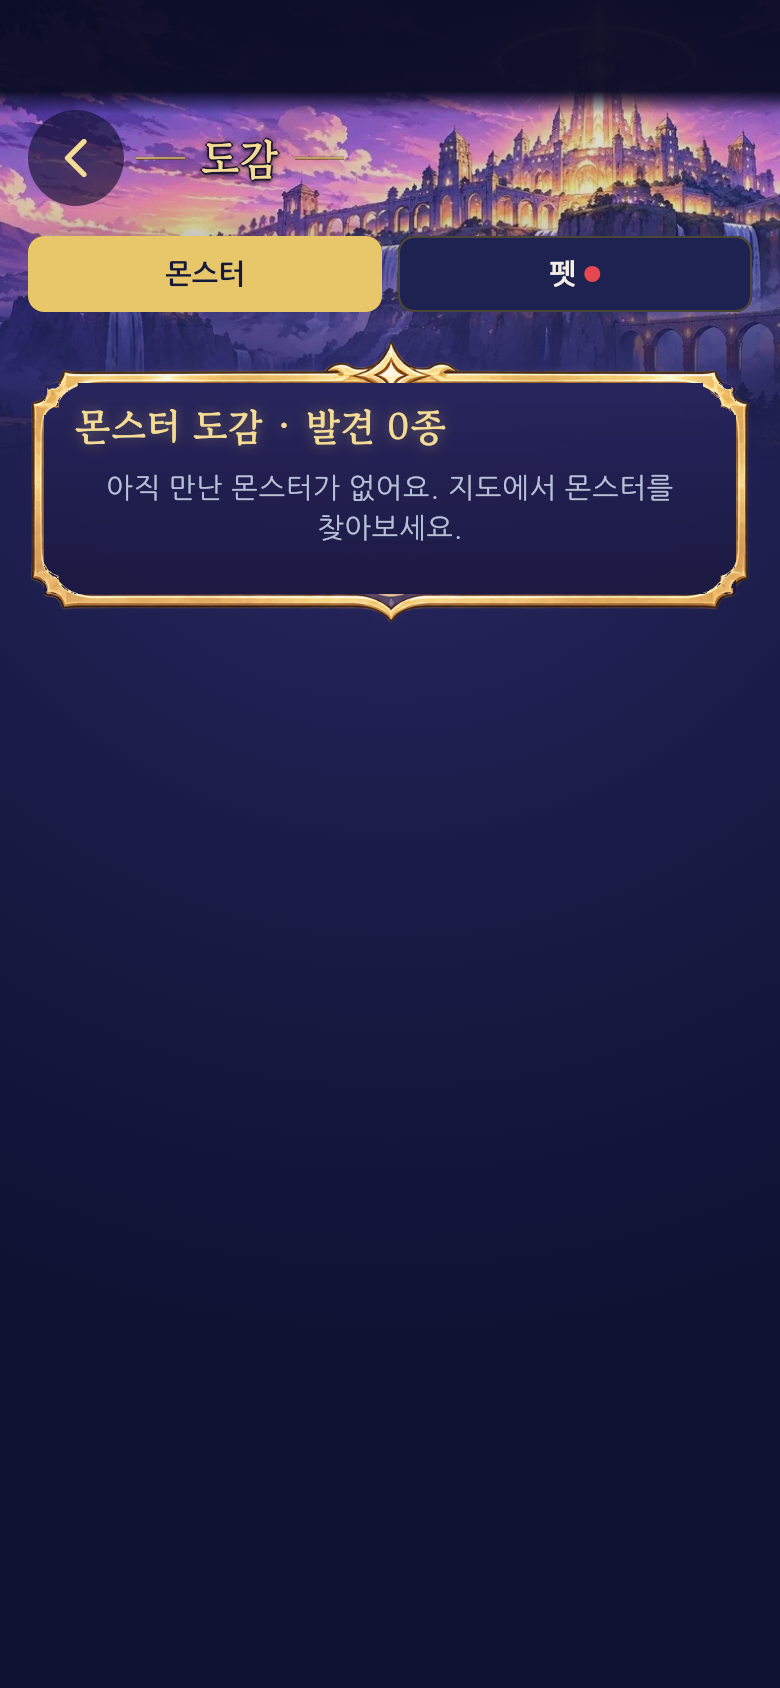 도감
몬스터
펫
몬스터 도감 · 발견 0종
아직 만난 몬스터가 없어요. 지도에서 몬스터를
찾아보세요.